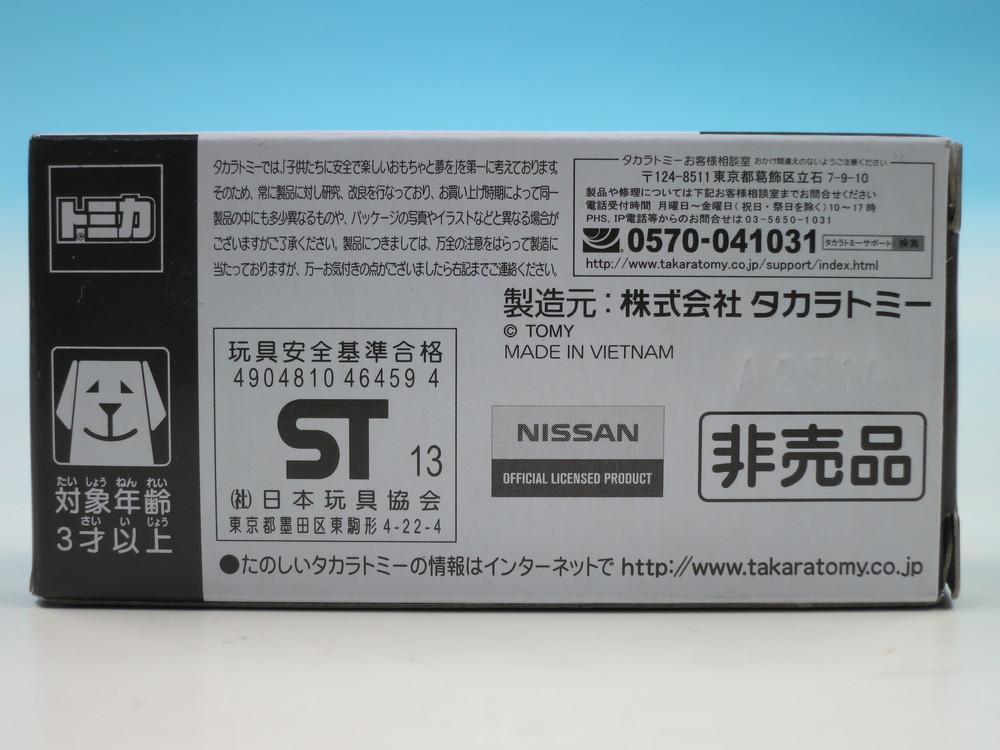 トミカ
タカラトミーでは、「子供たちに安全で楽しいおもちゃと夢を」を第一に考えております。
そのため、常に製品に対し研究、改良を行なっており、お買い上げ時期によって同一
製品の中にも多少異なるものや、パッケージの写真やイラストなどと異なる場合が
ございますがご了承ください。製品につきましては、万全の注意をはらって製造に
当たっておりますが、万一お気付きの点がございましたら右記までご連絡ください。
タカラトミーお客様相談室 おかけ間違えのないようご注意ください
〒124-8511 東京都葛飾区立石 7-9-10
製品や修理については下記お客様相談室までお問合せください
電話受付時間 月曜日〜金曜日(祝日・祭日を除く)10〜17時
PHS, IP電話等からのお問合せは 03-5650-1031
0570-041031 タカラトミーサポート 検索
http://www.takaratomy.co.jp/support/index.html
製造元：株式会社 タカラトミー
© TOMY
MADE IN VIETNAM
玩具安全基準合格
4904810 46459 4
ST 13
(社)日本玩具協会
東京都墨田区東駒形4-22-4
NISSAN
OFFICIAL LICENSED PRODUCT
非売品
たい しょう ねん れい
対象年齢
さい い じょう
3才以上
●たのしいタカラトミーの情報はインターネットで http://www.takaratomy.co.jp